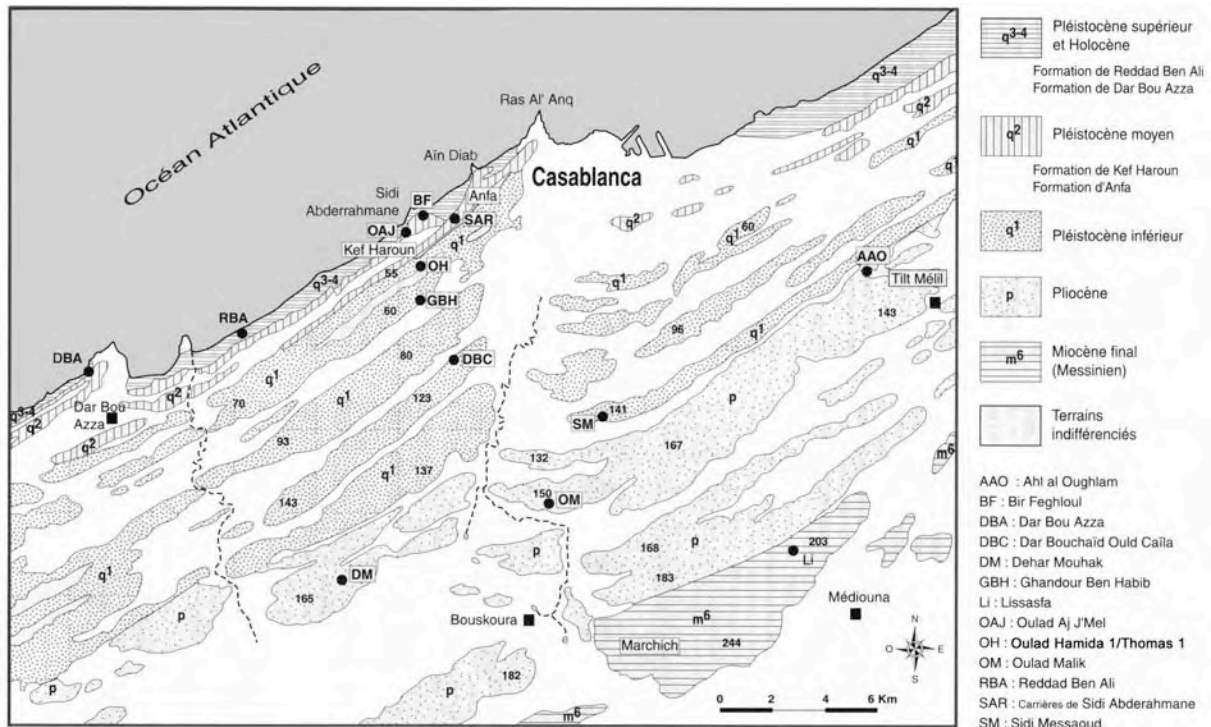 Océan Atlantique
Ras Al' Anq
Aïn Diab
Casablanca
Sidi
Abderrahmane
BF
Anfa
SAR
OAJ
Kef Haroun
OH
GBH
RBA
DBC
DBA
Dar Bou
Azza
AAO
Tilt Mélil
SM
OM
DM
Li
Bouskoura
Médiouna
Marchich
q3-4
q3-4
q3-4
q2
q2
q2
q2
q2
q1
q1
q1
q1
q1
q1
q1
q1
q1
q1
q1
p
p
p
p
p
p
m6
m6
m6
55
60
80
70
93
123
137
143
165
182
60
96
143
141
132
167
150
168
183
203
244
e
N
O
E
S
0 3 6 Km
q3-4
Pléistocène supérieur
et Holocène
Formation de Reddad Ben Ali
Formation de Dar Bou Azza
q2
Pléistocène moyen
Formation de Kef Haroun
Formation d'Anfa
q1
Pléistocène inférieur
p
Pliocène
m6
Miocène final
(Messinien)
Terrains
indifférenciés
AAO : Ahl al Oughlam
BF : Bir Feghloul
DBA : Dar Bou Azza
DBC : Dar Bouchaïd Ould Caïla
DM : Dehar Mouhak
GBH : Ghandour Ben Habib
Li : Lissasfa
OAJ : Oulad Aj J'Mel
OH : Oulad Hamida 1/Thomas 1
OM : Oulad Malik
RBA : Reddad Ben Ali
SAR : Carrières de Sidi Abderahmane
SM : Sidi Messaoud